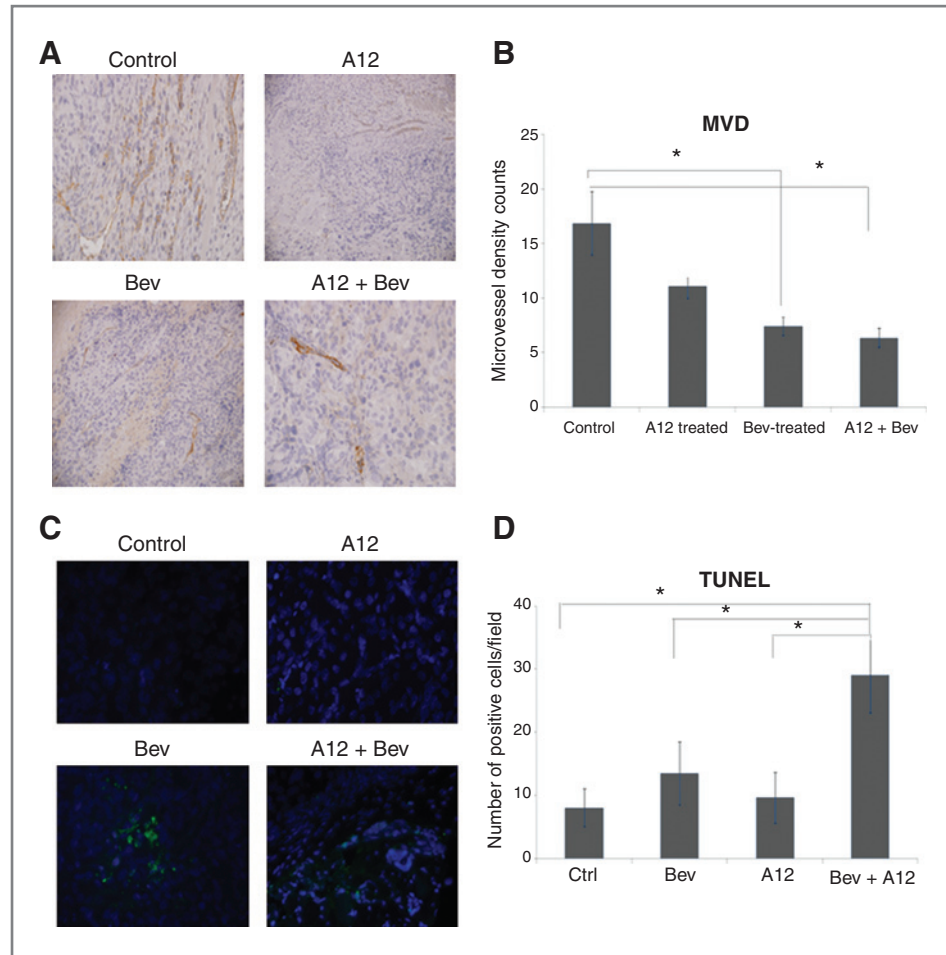 A
Control
A12
Bev
A12 + Bev
B
MVD
Microvessel density counts
25
20
15
10
5
0
*
*
Control
A12 treated
Bev-treated
A12 + Bev
C
Control
A12
Bev
A12 + Bev
D
TUNEL
Number of positive cells/field
40
30
20
10
0
*
*
*
Ctrl
Bev
A12
Bev + A12